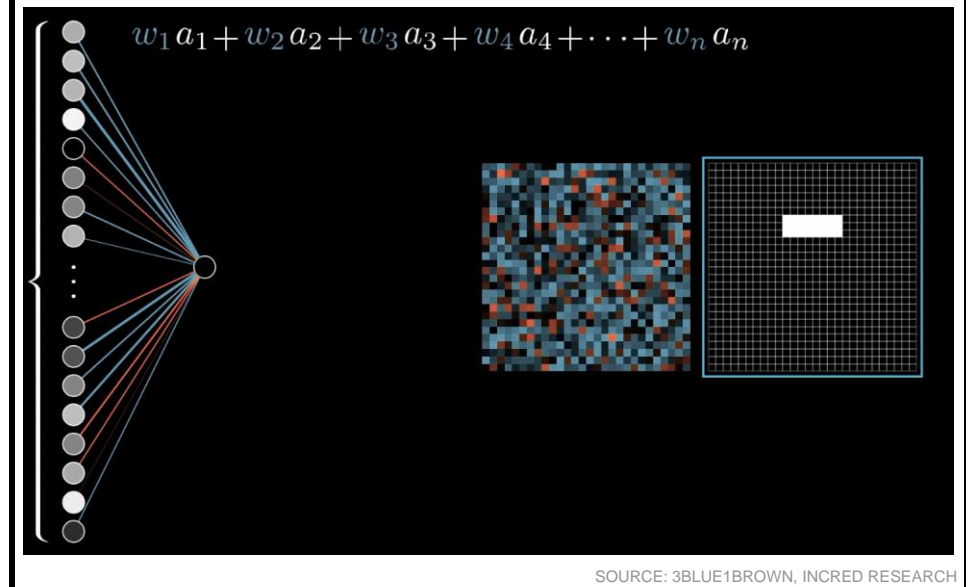 w₁a₁ + w₂a₂ + w₃a₃ + w₄a₄ + ··· + wₙaₙ
SOURCE: 3BLUE1BROWN, INCRED RESEARCH